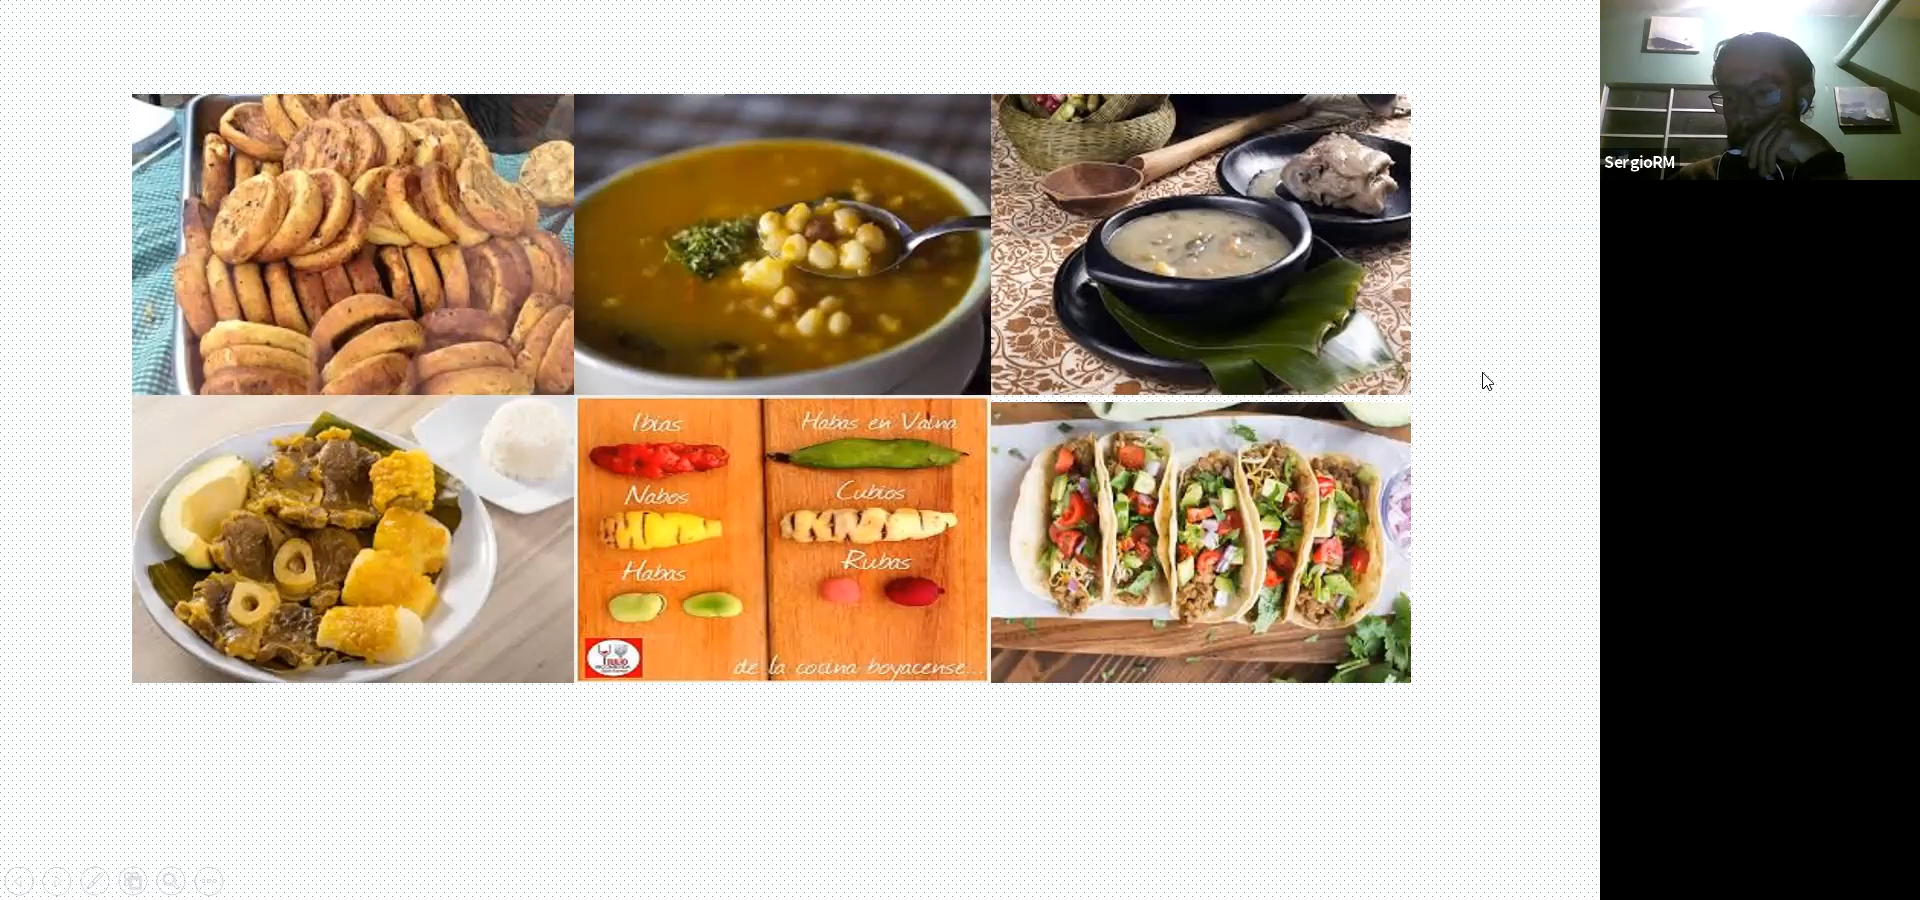 SergioRM
Ibias
Habas en Vaina
Nabos
Cubios
Habas
Rubas
de la cocina boyacense...